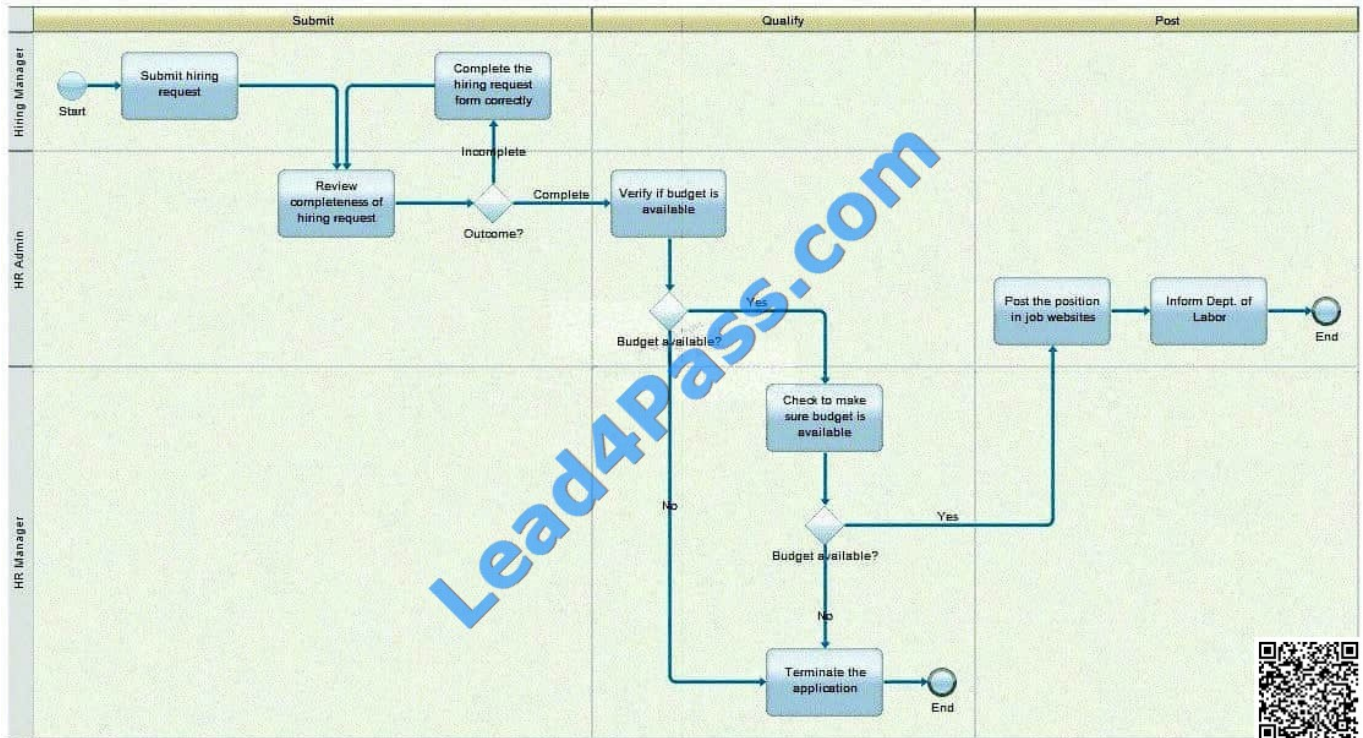 Submit
Qualify
Post
Hiring Manager
Start
Submit hiring
request
Complete the
hiring request
form correctly
Incomplete
HR Admin
Review
completeness of
hiring request
Outcome?
Complete
Verify if budget is
available
Budget available?
Yes
Post the position
in job websites
Inform Dept. of
Labor
End
HR Manager
Check to make
sure budget is
available
No
Budget available?
Yes
No
Terminate the
application
End
Lead4Pass.com